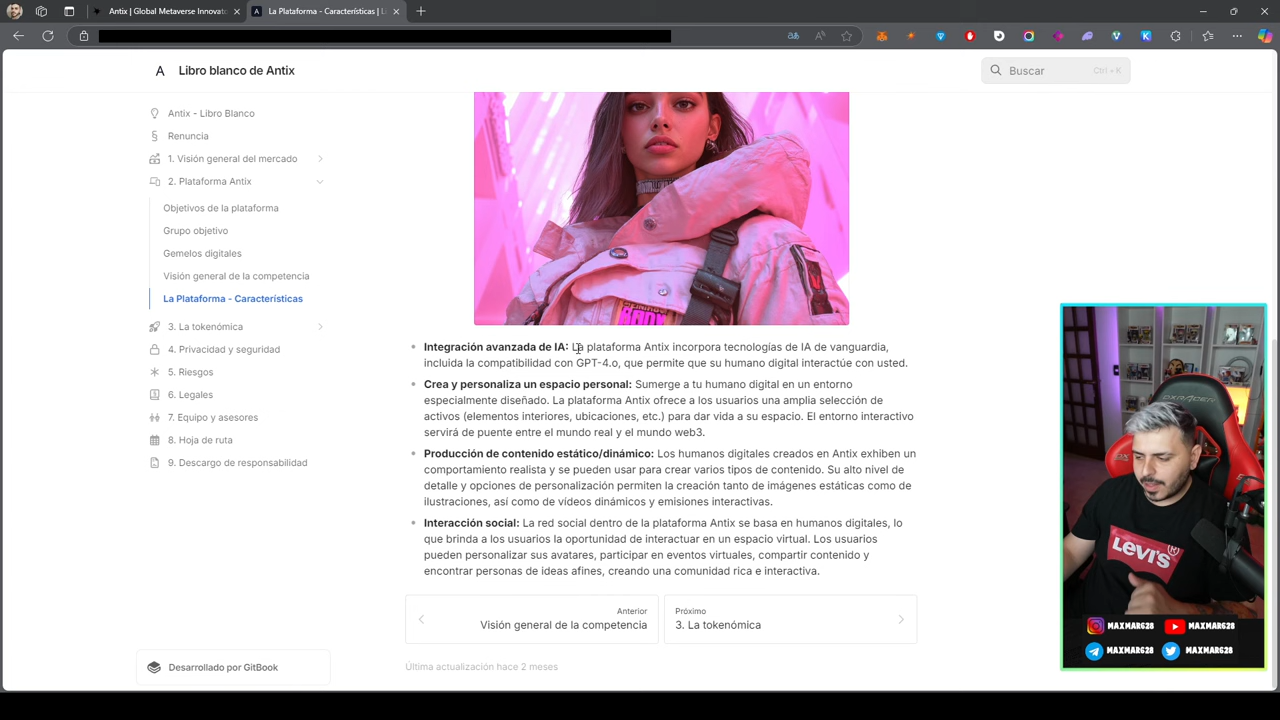 Antix | Global Metaverse Innovato
La Plataforma - Características | L
Libro blanco de Antix
Buscar
Ctrl + K
Antix - Libro Blanco
Renuncia
1. Visión general del mercado
2. Plataforma Antix
Objetivos de la plataforma
Grupo objetivo
Gemelos digitales
Visión general de la competencia
La Plataforma - Características
3. La tokenómica
4. Privacidad y seguridad
5. Riesgos
6. Legales
7. Equipo y asesores
8. Hoja de ruta
9. Descargo de responsabilidad
Desarrollado por GitBook
Integración avanzada de IA: La plataforma Antix incorpora tecnologías de IA de vanguardia,
incluida la compatibilidad con GPT-4.o, que permite que su humano digital interactúe con usted.
Crea y personaliza un espacio personal: Sumerge a tu humano digital en un entorno
especialmente diseñado. La plataforma Antix ofrece a los usuarios una amplia selección de
activos (elementos interiores, ubicaciones, etc.) para dar vida a su espacio. El entorno interactivo
servirá de puente entre el mundo real y el mundo web3.
Producción de contenido estático/dinámico: Los humanos digitales creados en Antix exhiben un
comportamiento realista y se pueden usar para crear varios tipos de contenido. Su alto nivel de
detalle y opciones de personalización permiten la creación tanto de imágenes estáticas como de
ilustraciones, así como de vídeos dinámicos y emisiones interactivas.
Interacción social: La red social dentro de la plataforma Antix se basa en humanos digitales, lo
que brinda a los usuarios la oportunidad de interactuar en un espacio virtual. Los usuarios
pueden personalizar sus avatares, participar en eventos virtuales, compartir contenido y
encontrar personas de ideas afines, creando una comunidad rica e interactiva.
Anterior
Visión general de la competencia
Próximo
3. La tokenómica
Última actualización hace 2 meses
DXRACER
Levi's
MAXMAR628
MAXMAR628
MAXMAR628
MAXMAR628